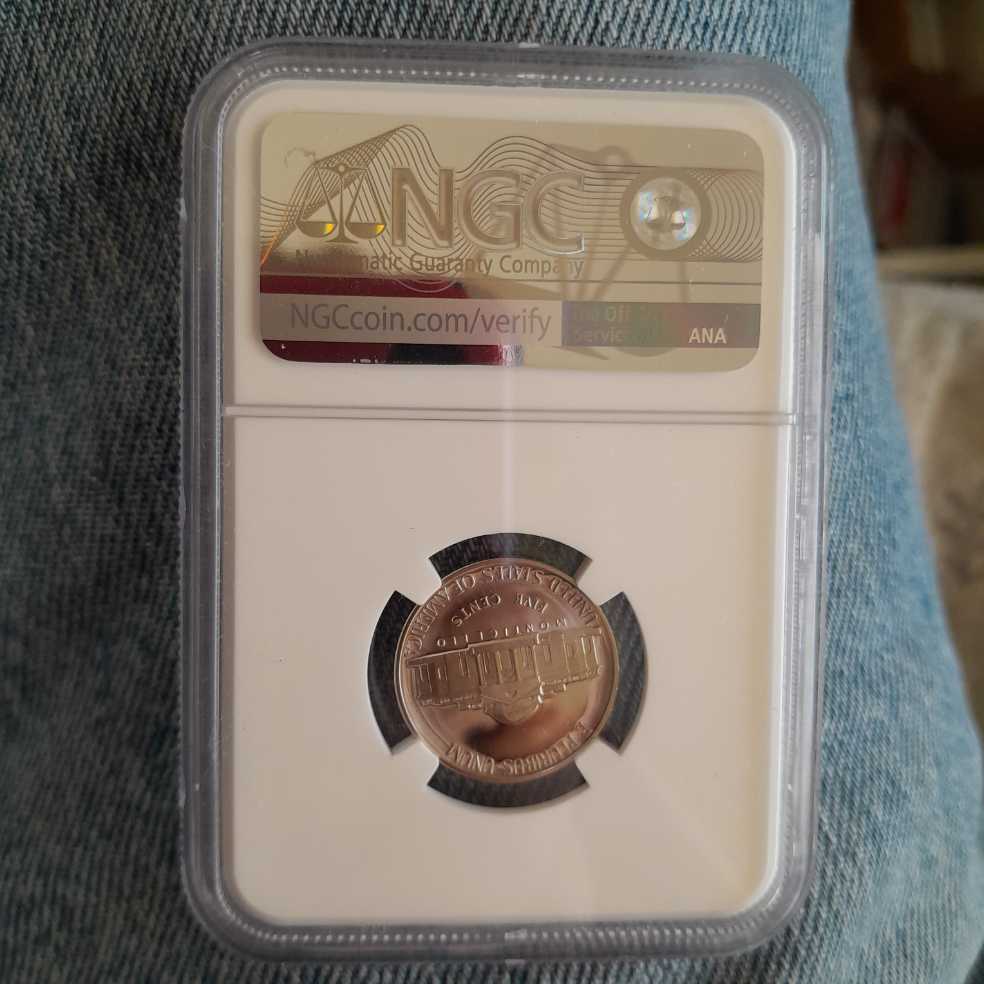 NGC
Numismatic Guaranty Company
NGCcoin.com/verify
ANA
UNITED STATES OF AMERICA
FIVE CENTS
MONTICELLO
E PLURIBUS UNUM